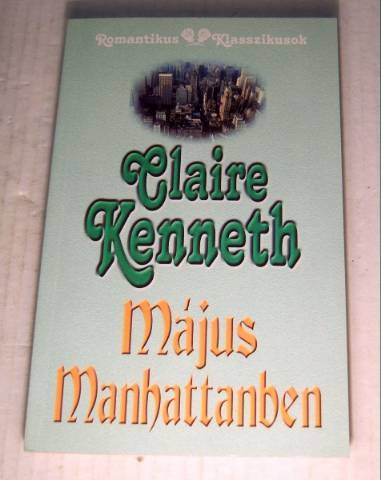 Romantikus Klasszikusok
Claire
Kenneth
Május
Manhattanben